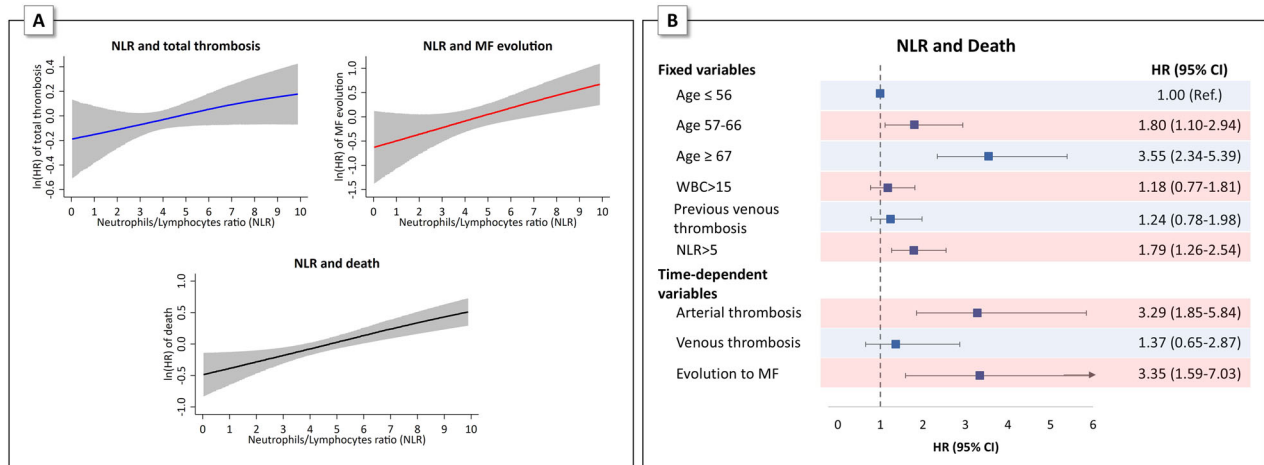 A
NLR and total thrombosis
ln(HR) of total thrombosis
0.4
0.2
0.0
-0.2
-0.4
-0.6
0 1 2 3 4 5 6 7 8 9 10
Neutrophils/Lymphocytes ratio (NLR)
NLR and MF evolution
ln(HR) of MF evolution
1.0
0.5
0.0
-0.5
-1.0
-1.5
0 1 2 3 4 5 6 7 8 9 10
Neutrophils/Lymphocytes ratio (NLR)
NLR and death
ln(HR) of death
1.0
0.5
0.0
-0.5
-1.0
0 1 2 3 4 5 6 7 8 9 10
Neutrophils/Lymphocytes ratio (NLR)
B
NLR and Death
Fixed variables HR (95% CI)
Age ≤ 56 1.00 (Ref.)
Age 57-66 1.80 (1.10-2.94)
Age ≥ 67 3.55 (2.34-5.39)
WBC>15 1.18 (0.77-1.81)
Previous venous
thrombosis 1.24 (0.78-1.98)
NLR>5 1.79 (1.26-2.54)
Time-dependent
variables
Arterial thrombosis 3.29 (1.85-5.84)
Venous thrombosis 1.37 (0.65-2.87)
Evolution to MF 3.35 (1.59-7.03)
0 1 2 3 4 5 6
HR (95% CI)